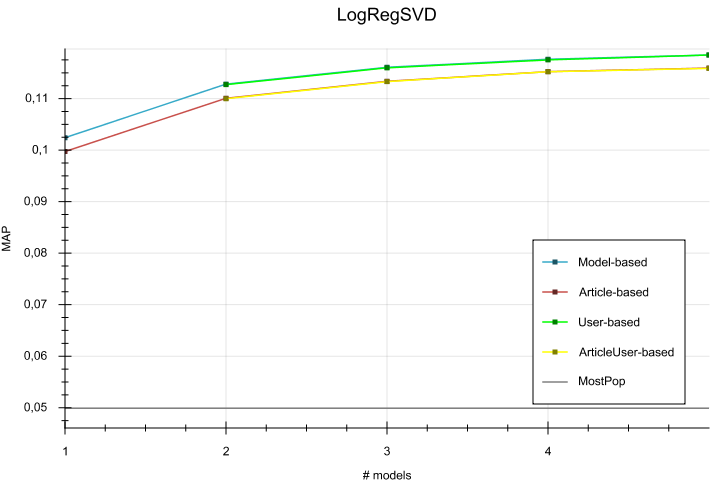 LogRegSVD
0,11
0,1
0,09
0,08
0,07
0,06
0,05
MAP
Model-based
Article-based
User-based
ArticleUser-based
MostPop
1 2 3 4
# models